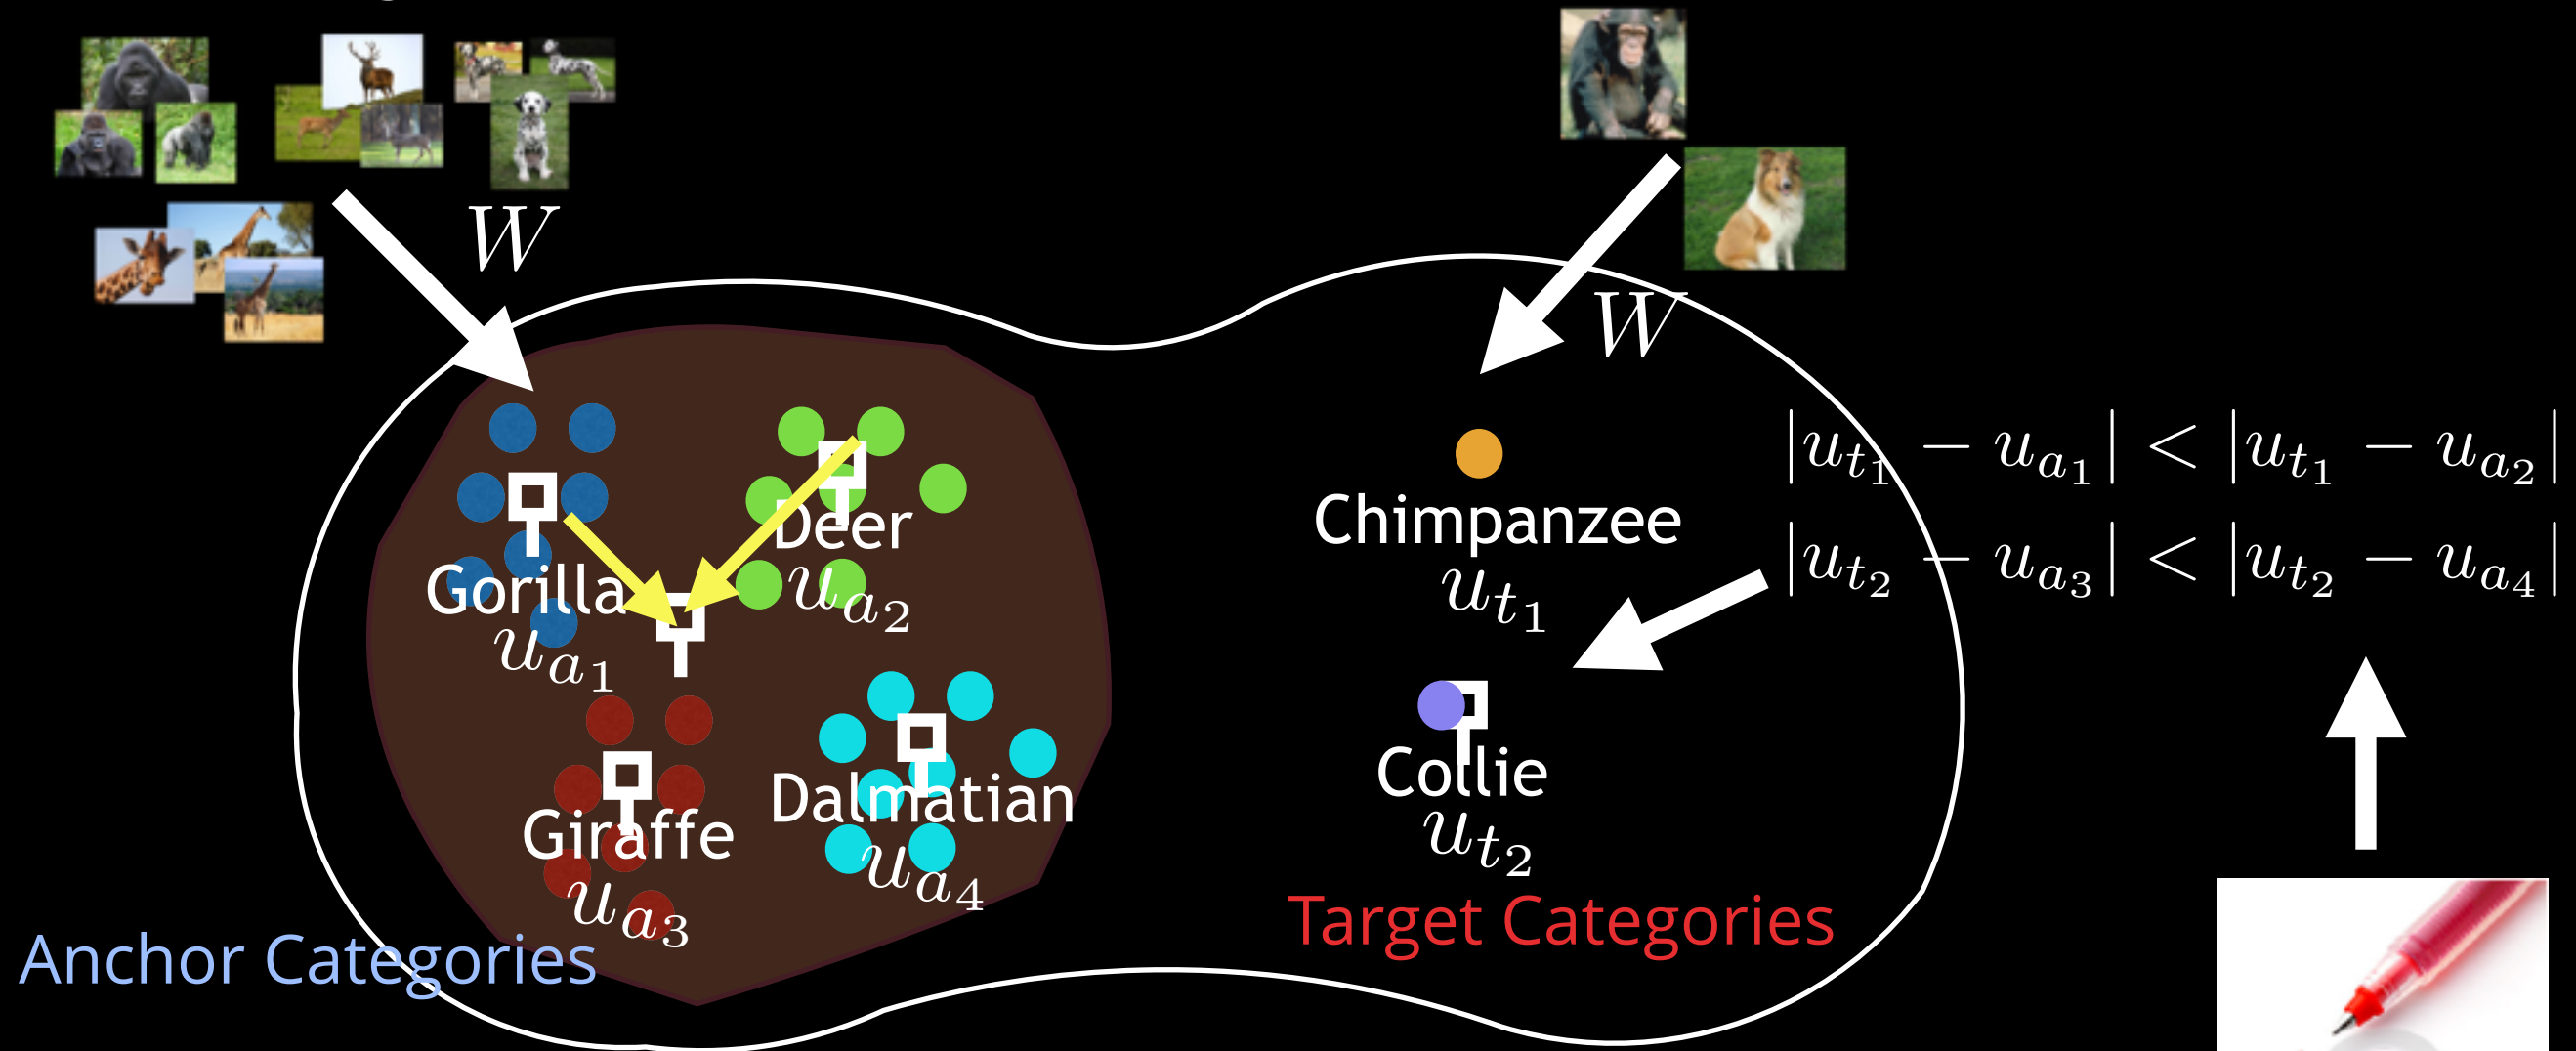 W
W
|u_{t_1} − u_{a_1}| < |u_{t_1} − u_{a_2}|
|u_{t_2} − u_{a_3}| < |u_{t_2} − u_{a_4}|
Deer
u_{a_2}
Chimpanzee
u_{t_1}
Gorilla
u_{a_1}
Dalmatian
u_{a_4}
Collie
u_{t_2}
Giraffe
u_{a_3}
Target Categories
Anchor Categories